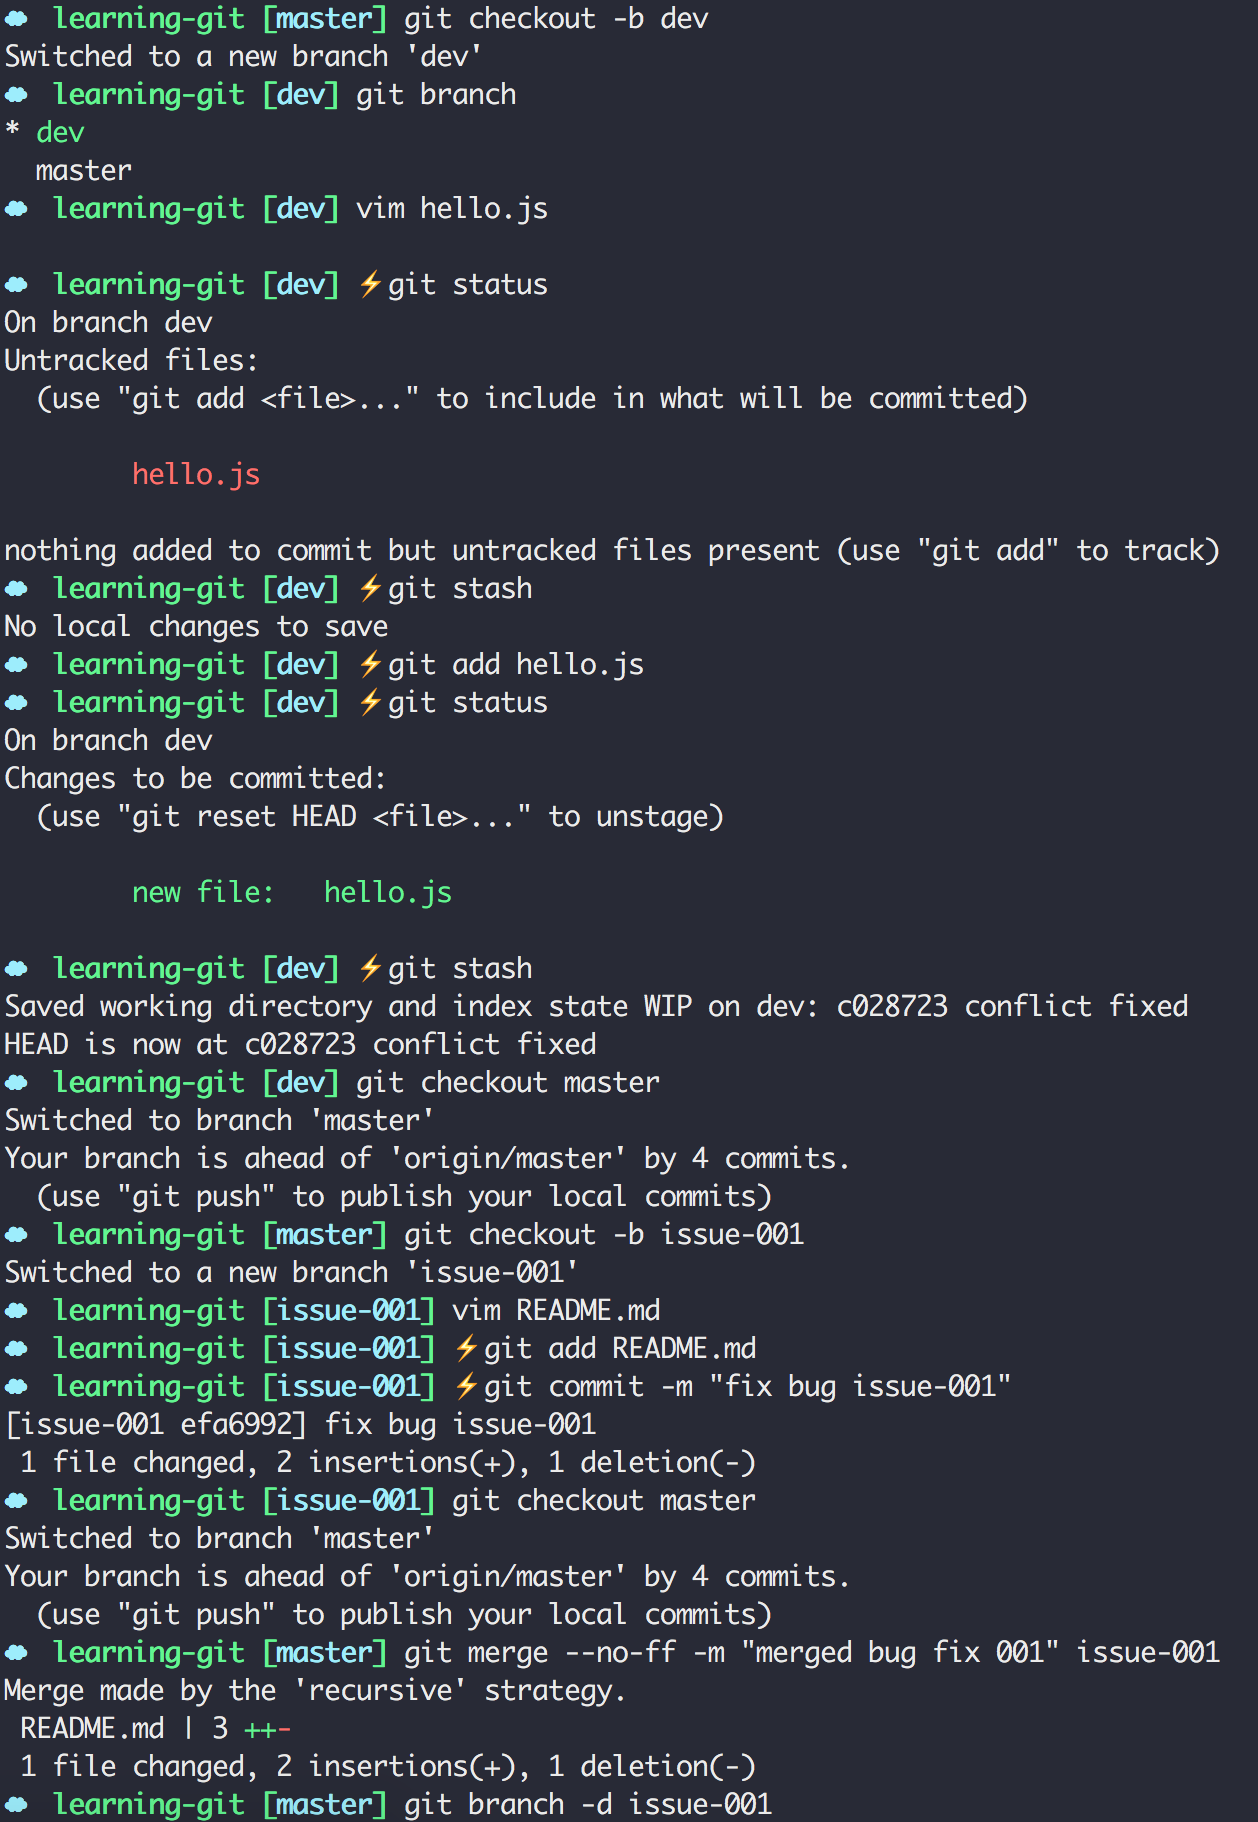 learning-git [master] git checkout -b dev
Switched to a new branch 'dev'
learning-git [dev] git branch
* dev
  master
learning-git [dev] vim hello.js

learning-git [dev] ⚡git status
On branch dev
Untracked files:
  (use "git add <file>..." to include in what will be committed)

        hello.js

nothing added to commit but untracked files present (use "git add" to track)
learning-git [dev] ⚡git stash
No local changes to save
learning-git [dev] ⚡git add hello.js
learning-git [dev] ⚡git status
On branch dev
Changes to be committed:
  (use "git reset HEAD <file>..." to unstage)

        new file:   hello.js

learning-git [dev] ⚡git stash
Saved working directory and index state WIP on dev: c028723 conflict fixed
HEAD is now at c028723 conflict fixed
learning-git [dev] git checkout master
Switched to branch 'master'
Your branch is ahead of 'origin/master' by 4 commits.
  (use "git push" to publish your local commits)
learning-git [master] git checkout -b issue-001
Switched to a new branch 'issue-001'
learning-git [issue-001] vim README.md
learning-git [issue-001] ⚡git add README.md
learning-git [issue-001] ⚡git commit -m "fix bug issue-001"
[issue-001 efa6992] fix bug issue-001
 1 file changed, 2 insertions(+), 1 deletion(-)
learning-git [issue-001] git checkout master
Switched to branch 'master'
Your branch is ahead of 'origin/master' by 4 commits.
  (use "git push" to publish your local commits)
learning-git [master] git merge --no-ff -m "merged bug fix 001" issue-001
Merge made by the 'recursive' strategy.
 README.md | 3 ++-
 1 file changed, 2 insertions(+), 1 deletion(-)
learning-git [master] git branch -d issue-001